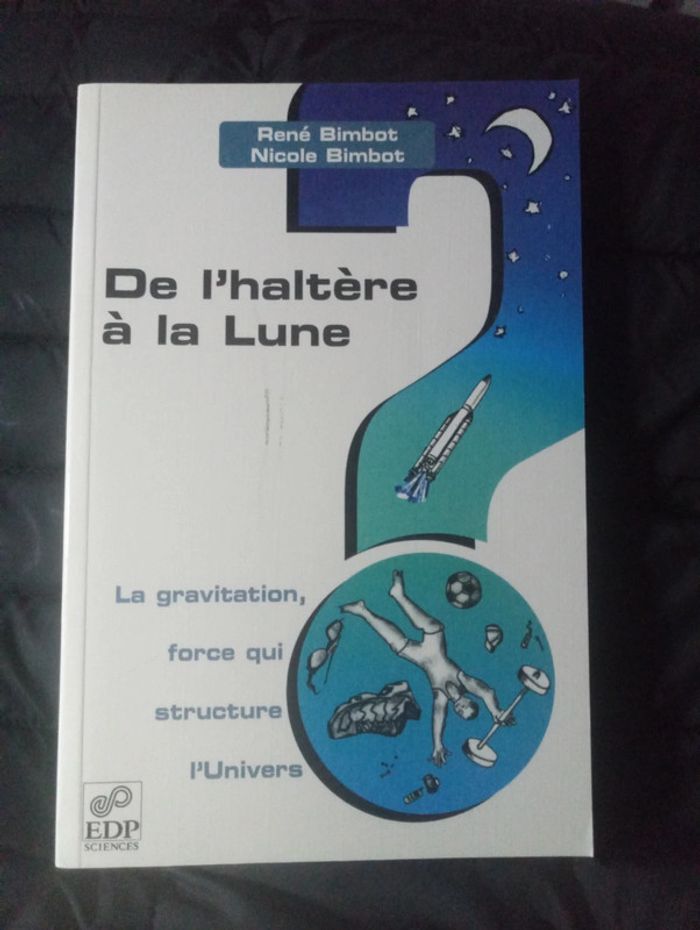 René Bimbot
Nicole Bimbot
De l'haltère
à la Lune
La gravitation,
force qui
structure
l'Univers
EDP
SCIENCES